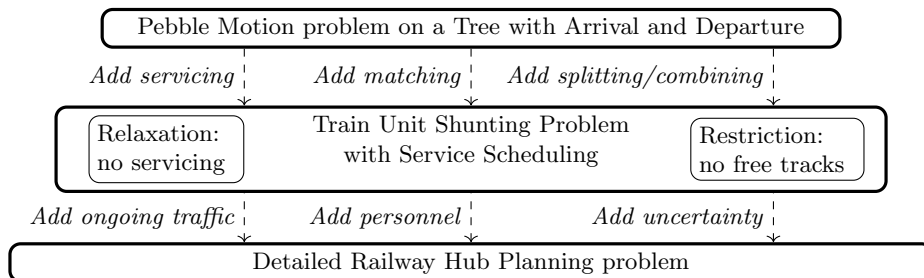 Pebble Motion problem on a Tree with Arrival and Departure
Add servicing Add matching Add splitting/combining
Relaxation:
no servicing
Train Unit Shunting Problem
with Service Scheduling
Restriction:
no free tracks
Add ongoing traffic Add personnel Add uncertainty
Detailed Railway Hub Planning problem